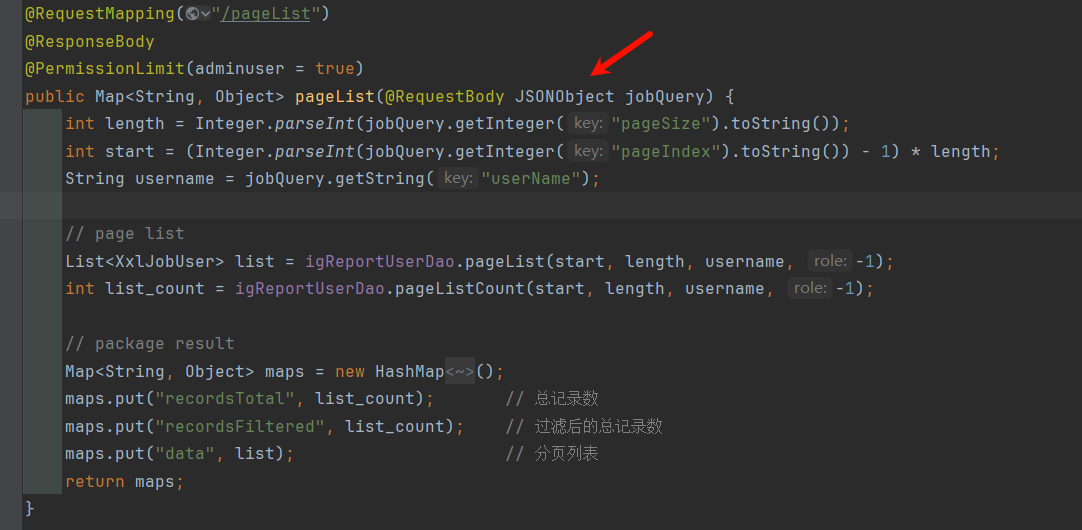 @RequestMapping("/pageList")
@ResponseBody
@PermissionLimit(adminuser = true)
public Map<String, Object> pageList(@RequestBody JSONObject jobQuery) {
int length = Integer.parseInt(jobQuery.getInteger( key: "pageSize").toString());
int start = (Integer.parseInt(jobQuery.getInteger( key: "pageIndex").toString()) - 1) * length;
String username = jobQuery.getString( key: "userName");
// page list
List<XxlJobUser> list = igReportUserDao.pageList(start, length, username, role: -1);
int list_count = igReportUserDao.pageListCount(start, length, username, role: -1);
// package result
Map<String, Object> maps = new HashMap<~>();
maps.put("recordsTotal", list_count); // 总记录数
maps.put("recordsFiltered", list_count); // 过滤后的总记录数
maps.put("data", list); // 分页列表
return maps;
}